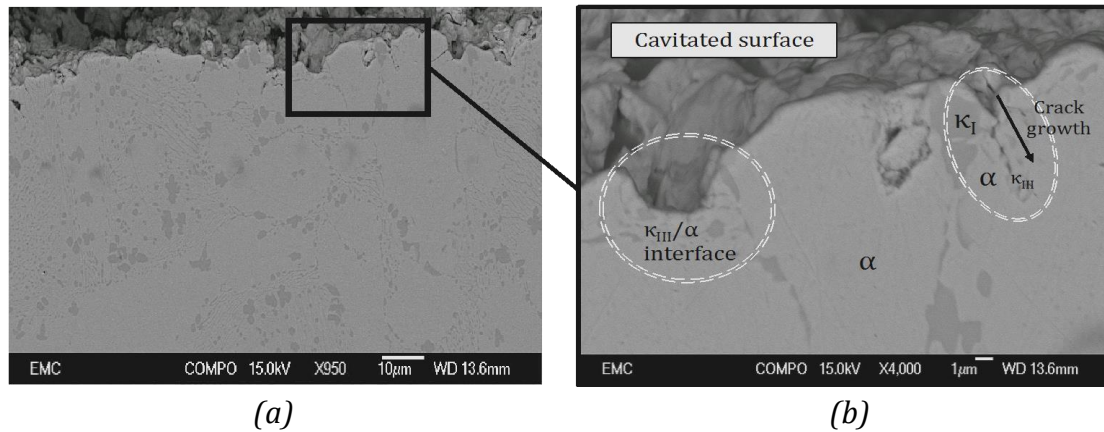 Cavitated surface
κI
Crack
growth
α
κIII
κIII/α
interface
α
EMC COMPO 15.0kV X950 10μm WD 13.6mm
EMC COMPO 15.0kV X4,000 1μm WD 13.6mm
(a)
(b)